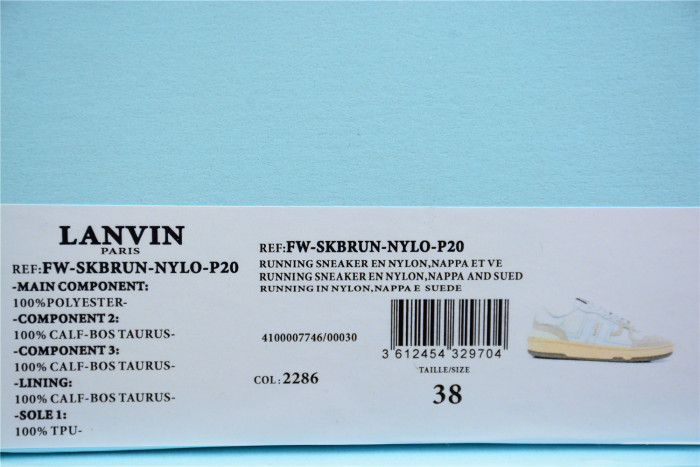 LANVIN
PARIS
REF:FW-SKBRUN-NYLO-P20
-MAIN COMPONENT:
100%POLYESTER-
-COMPONENT 2:
100% CALF-BOS TAURUS-
-COMPONENT 3:
100% CALF-BOS TAURUS-
-LINING:
100% CALF-BOS TAURUS-
-SOLE 1:
100% TPU-
REF:FW-SKBRUN-NYLO-P20
RUNNING SNEAKER EN NYLON,NAPPA ET VE
RUNNING SNEAKER EN NYLON,NAPPA AND SUED
RUNNING IN NYLON,NAPPA E SUEDE
4100007746/00030
3 612454 329704
COL:2286
TAILLE/SIZE
38